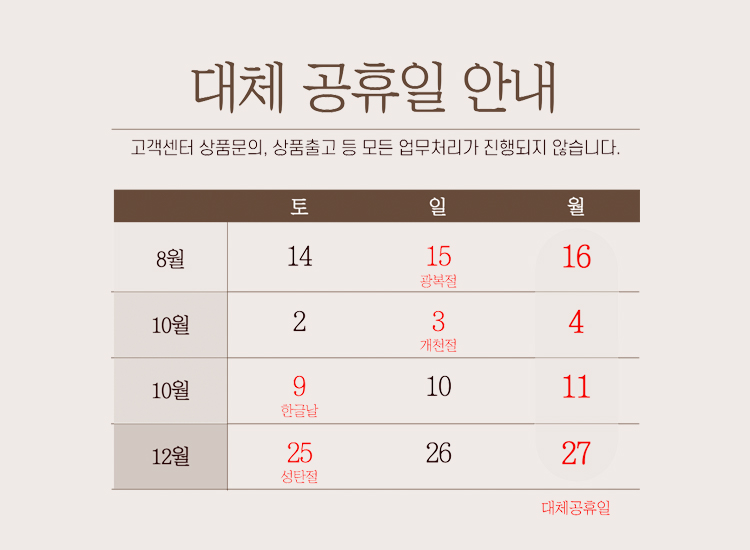 대체 공휴일 안내
고객센터 상품문의, 상품출고 등 모든 업무처리가 진행되지 않습니다.
토 일 월
8월 14 15 16
광복절
10월 2 3 4
개천절
10월 9 10 11
한글날
12월 25 26 27
성탄절
대체공휴일